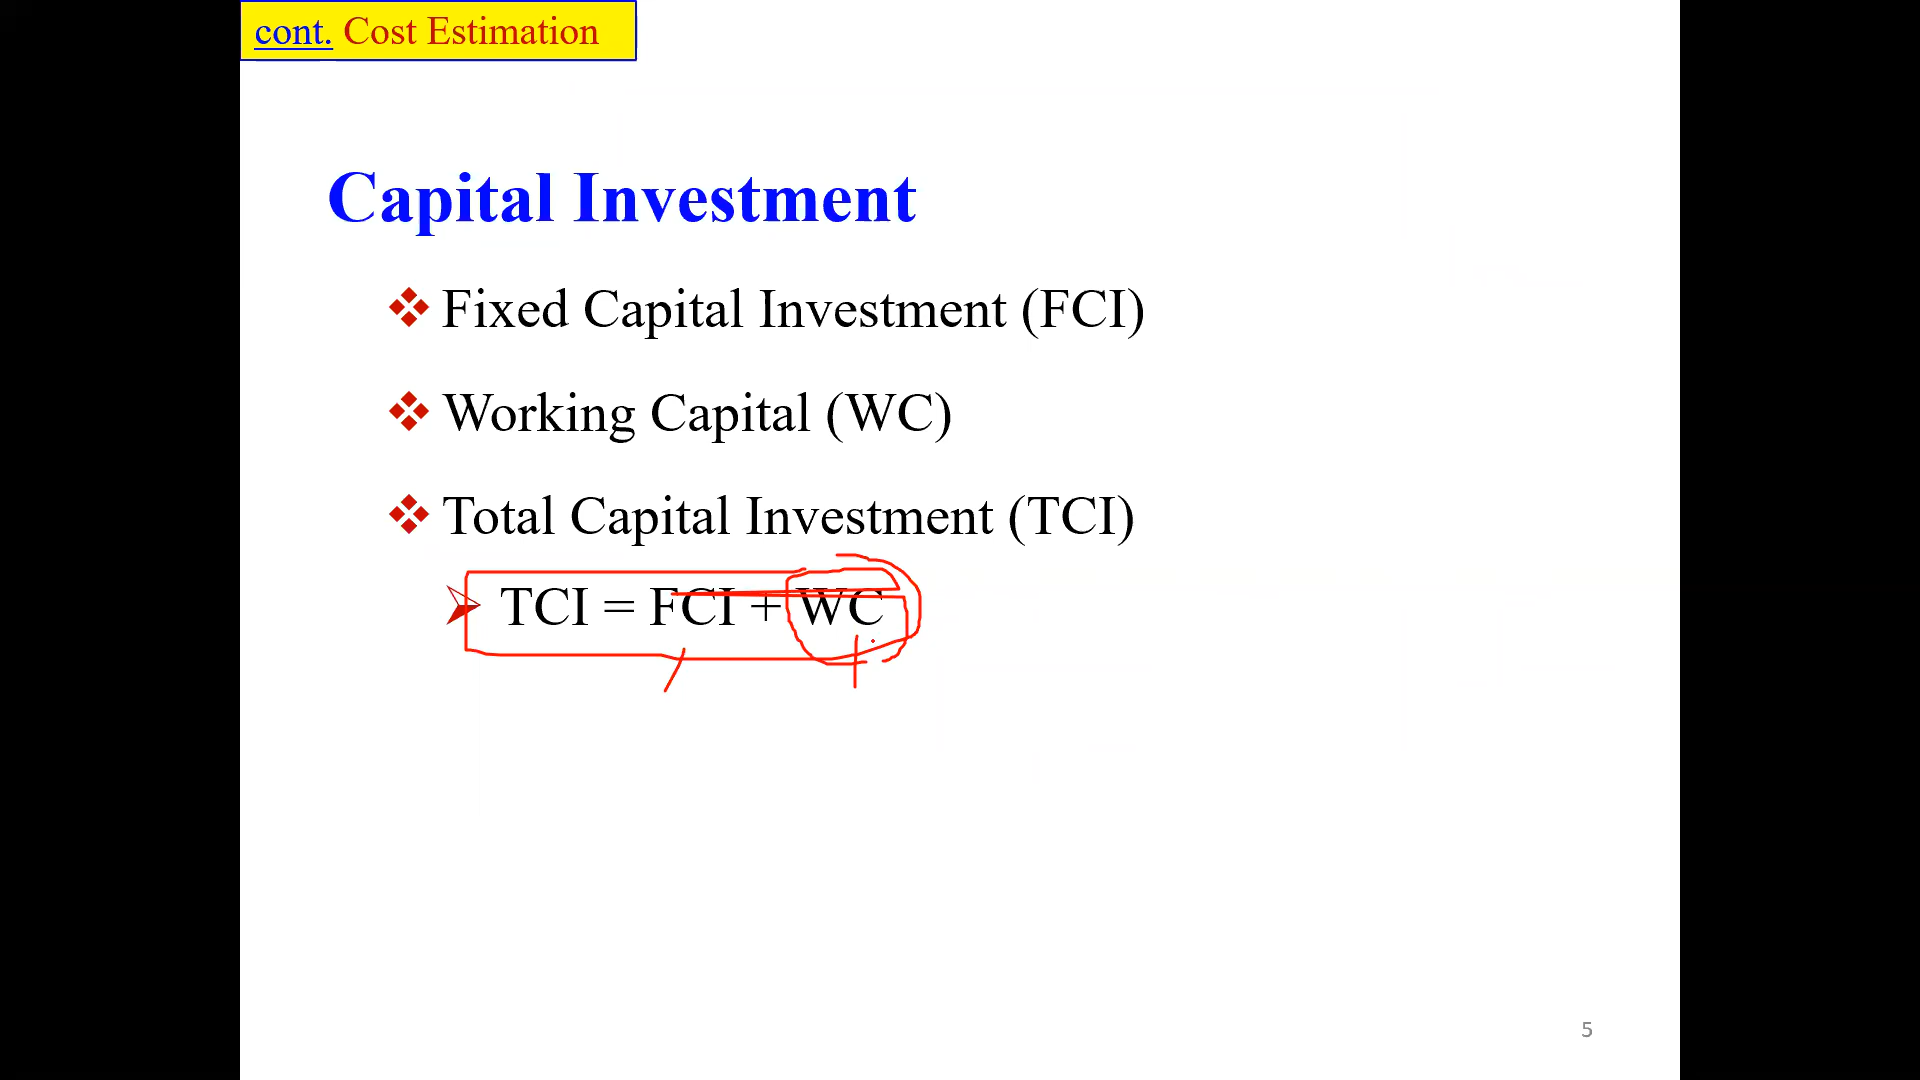 cont. Cost Estimation
Capital Investment
Fixed Capital Investment (FCI)
Working Capital (WC)
Total Capital Investment (TCI)
TCI = FCI + WC
5